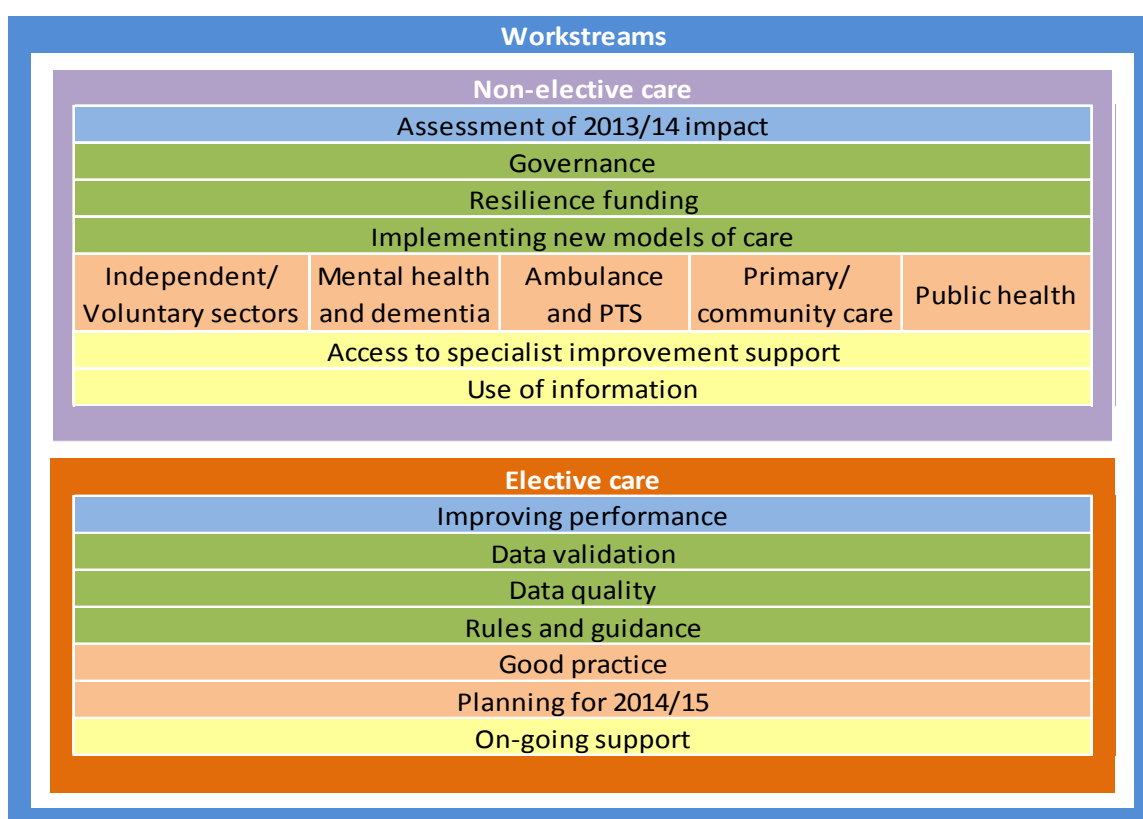 Workstreams
Non-elective care
Assessment of 2013/14 impact
Governance
Resilience funding
Implementing new models of care
Independent/
Voluntary sectors
Mental health
and dementia
Ambulance
and PTS
Primary/
community care
Public health
Access to specialist improvement support
Use of information
Elective care
Improving performance
Data validation
Data quality
Rules and guidance
Good practice
Planning for 2014/15
On-going support